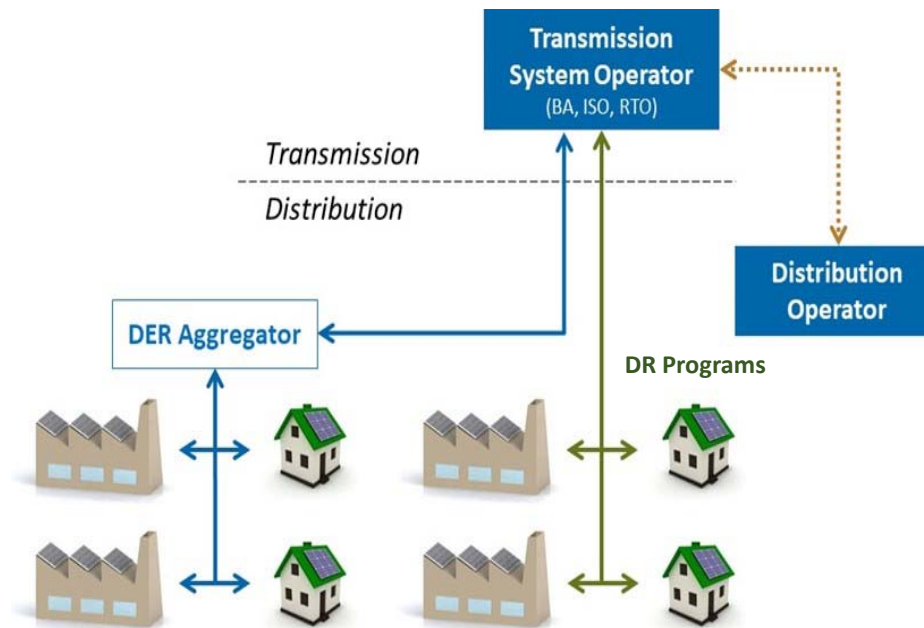 Transmission
System Operator
(BA, ISO, RTO)
Transmission
Distribution
Distribution
Operator
DER Aggregator
DR Programs